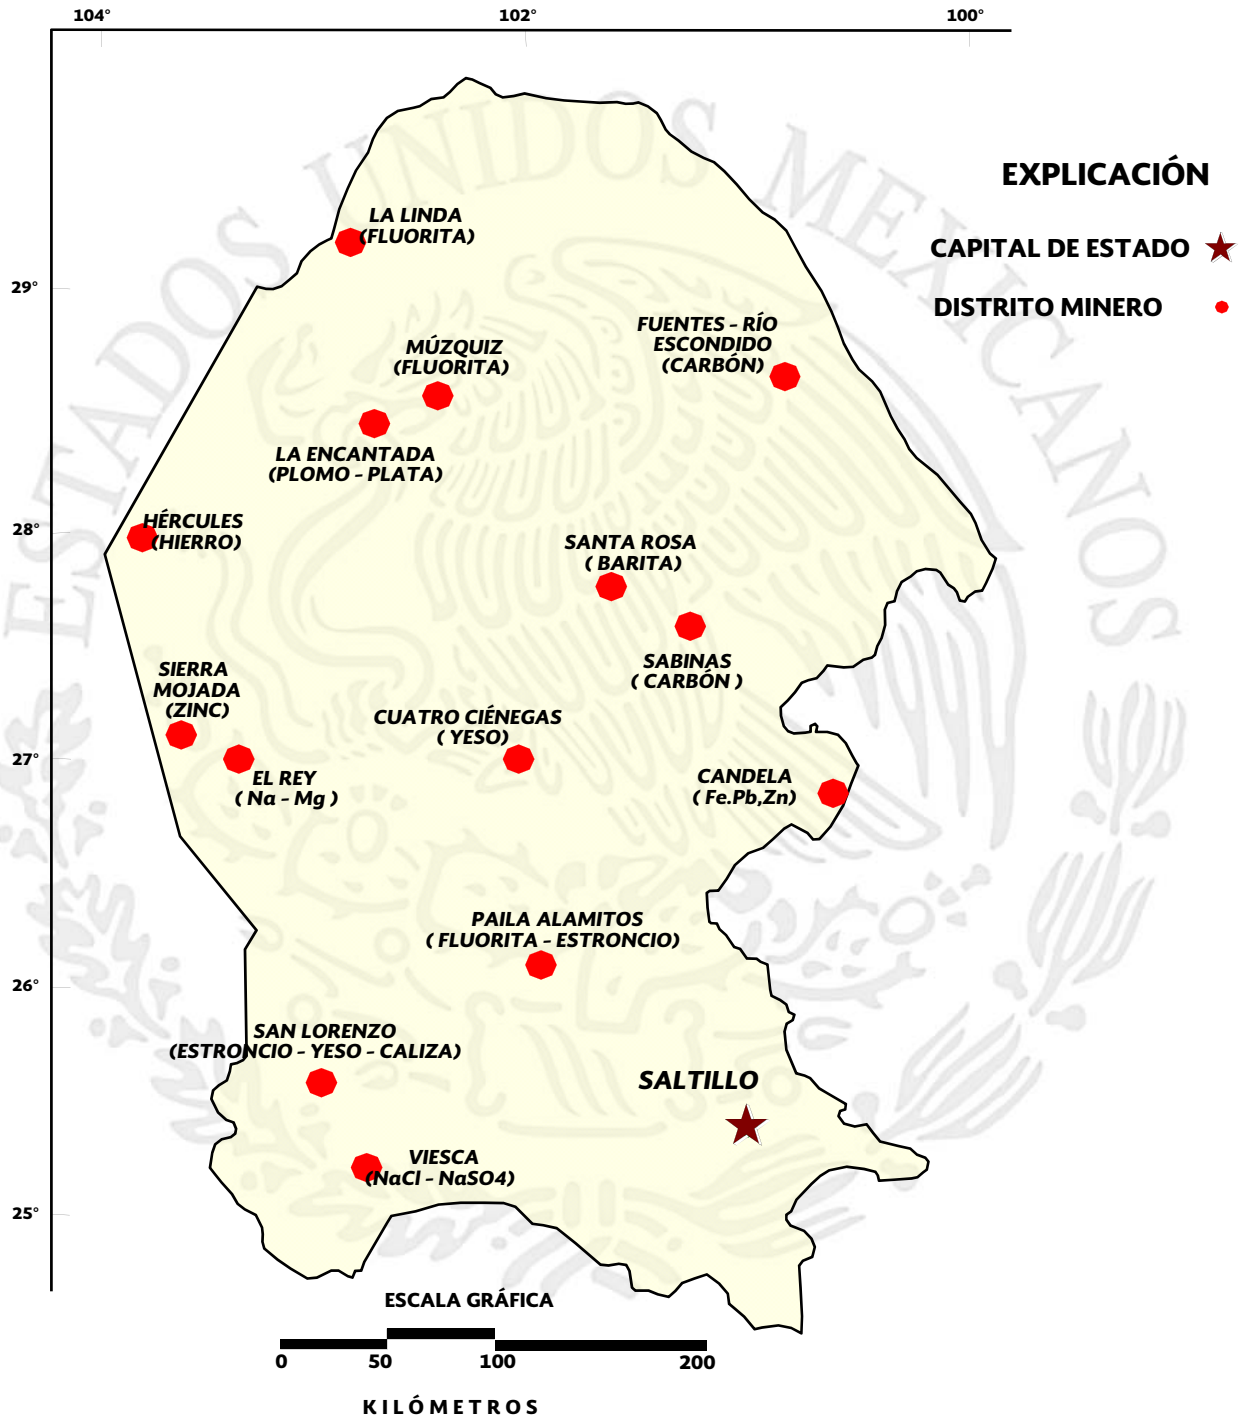 104° 102° 100°
ESTADOS UNIDOS MEXICANOS
EXPLICACIÓN
CAPITAL DE ESTADO
DISTRITO MINERO
29°
28°
27°
26°
25°
LA LINDA
(FLUORITA)
MÚZQUIZ
(FLUORITA)
FUENTES - RÍO
ESCONDIDO
(CARBÓN)
LA ENCANTADA
(PLOMO - PLATA)
HÉRCULES
(HIERRO)
SANTA ROSA
( BARITA)
SABINAS
( CARBÓN )
SIERRA
MOJADA
(ZINC)
EL REY
( Na - Mg )
CUATRO CIÉNEGAS
( YESO)
CANDELA
( Fe.Pb,Zn)
PAILA ALAMITOS
( FLUORITA - ESTRONCIO)
SAN LORENZO
(ESTRONCIO - YESO - CALIZA)
SALTILLO
VIESCA
(NaCl - NaSO4)
ESCALA GRÁFICA
0 50 100 200
KILÓMETROS